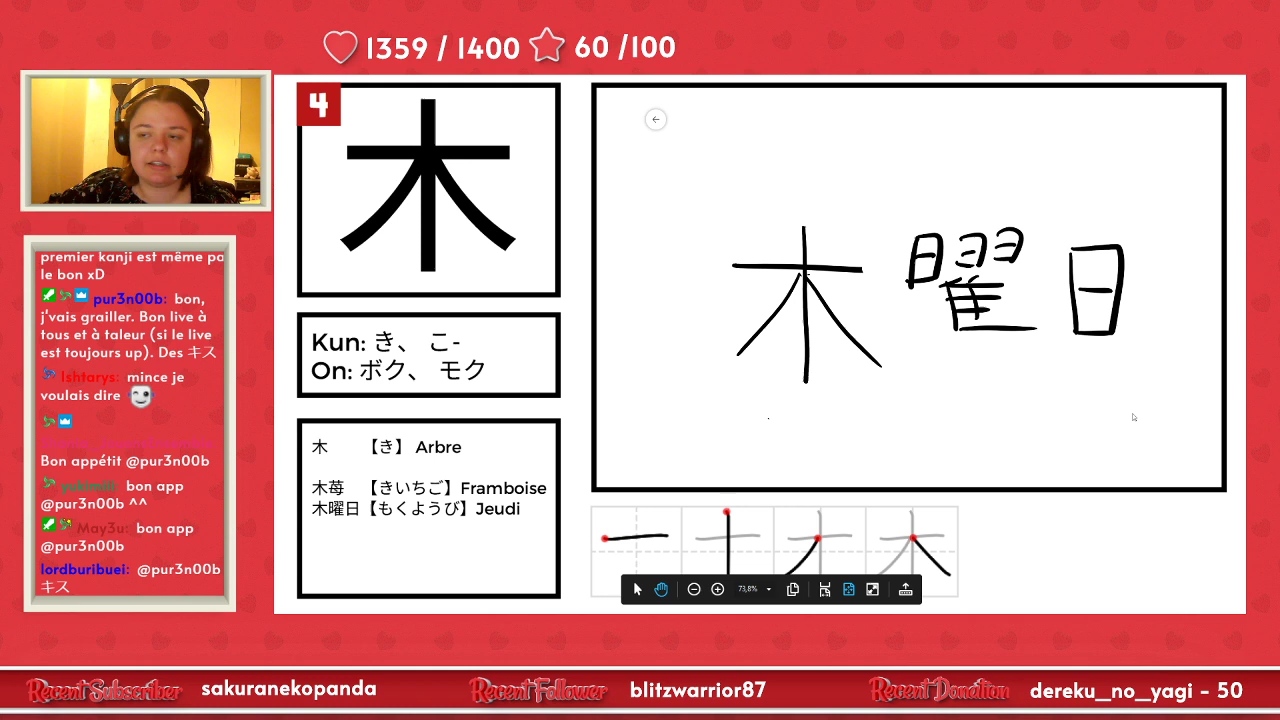 1359 / 1400 60 /100
4
木
Kun: き、 こ-
On: ボク、 モク
木 【き】 Arbre
木苺 【きいちご】Framboise
木曜日【もくようび】Jeudi
木曜日
premier kanji est même pa
le bon xD
pur3n00b: bon,
j'vais grailler. Bon live à
tous et à taleur (si le live
est toujours up). Des キス
Ishtarys: mince je
voulais dire
Bon appétit @pur3n00b
yukimili: bon app
@pur3n00b ^^
May3u: bon app
@pur3n00b
lordburibuei: @pur3n00b
キス
73,8%
Recent Subscriber sakuranekopanda
Recent Follower blitzwarrior87
Recent Donation dereku_no_yagi - 50